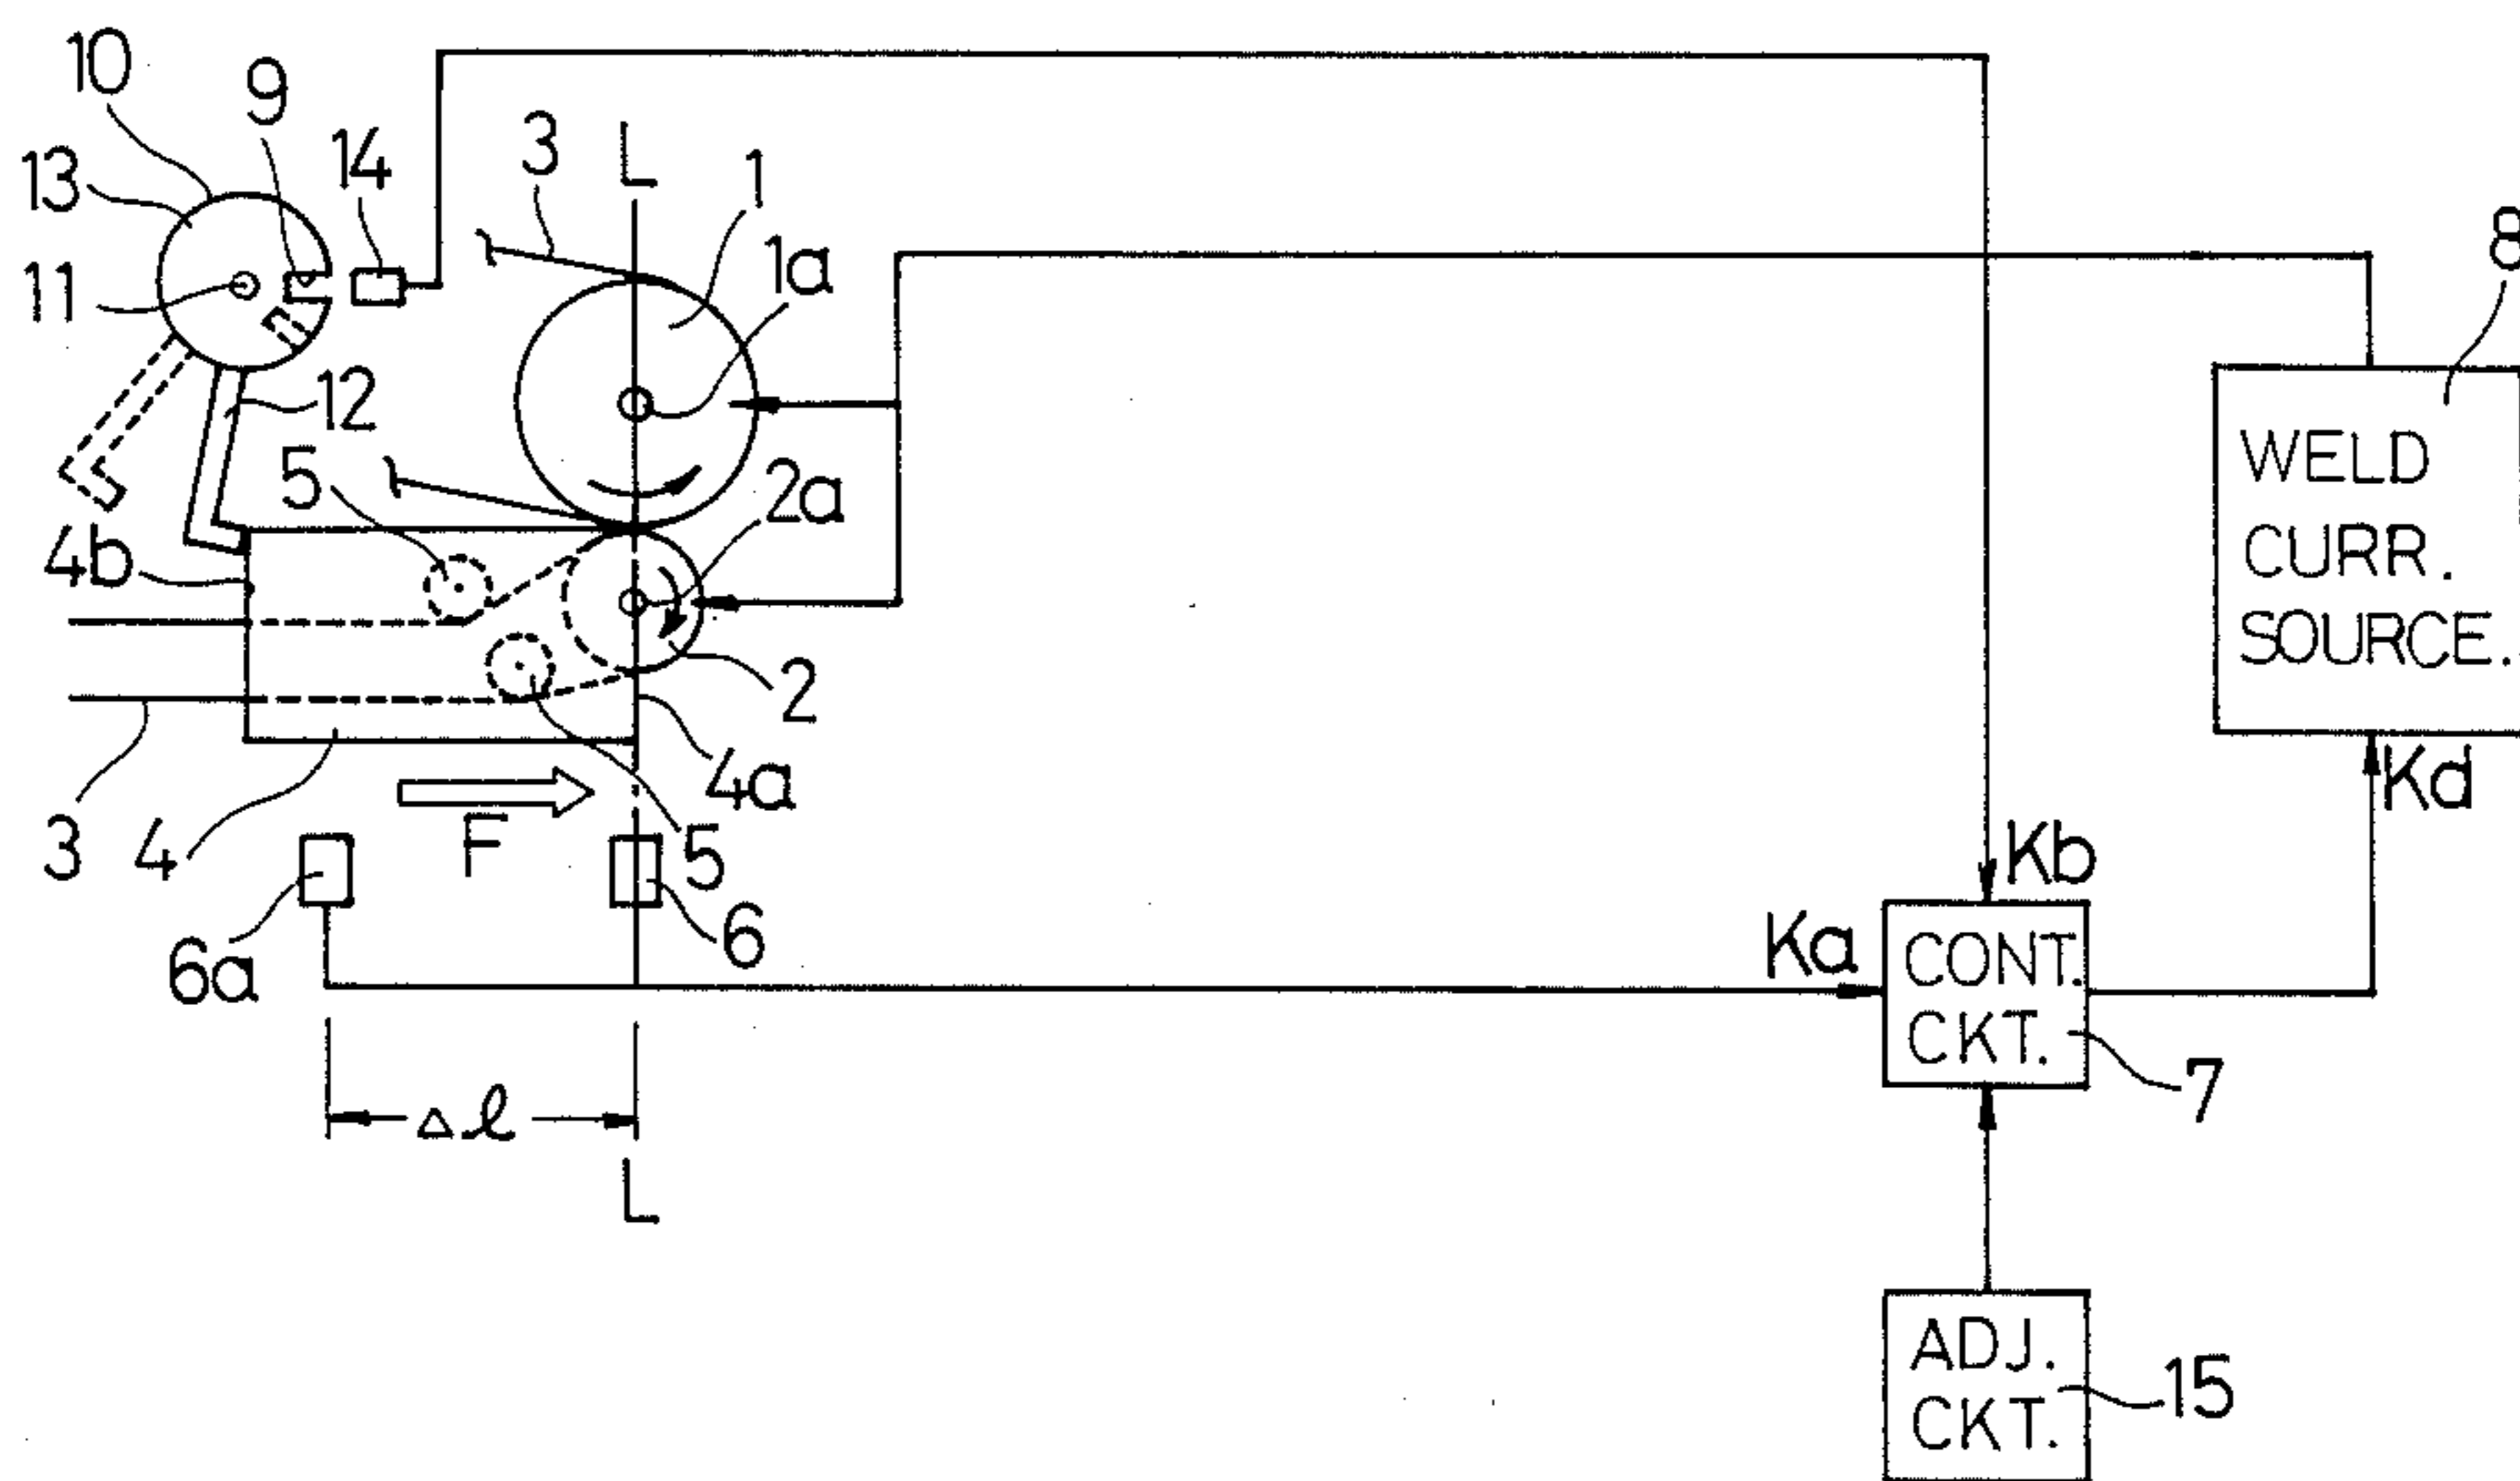 10
9
13
14
3
L
1
1a
11
8
12
5
2a
WELD
CURR.
SOURCE.
4b
2
4a
Kd
3
4
F
5
Kb
6a
6
Ka
CONT.
CKT.
7
Δℓ
L
ADJ.
CKT.
15